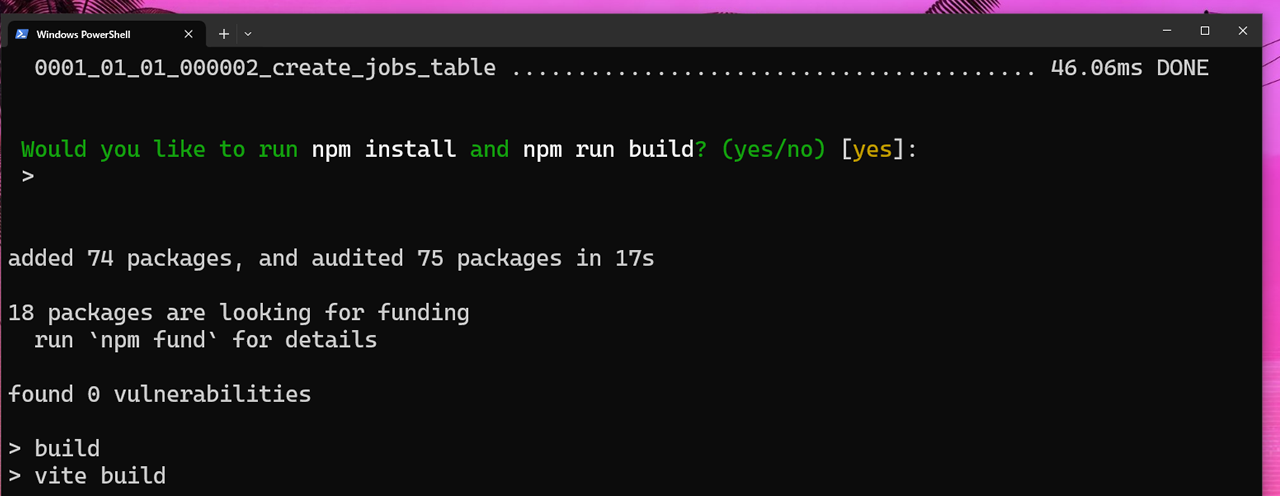 Windows PowerShell
0001_01_01_000002_create_jobs_table ........................................ 46.06ms DONE
Would you like to run npm install and npm run build? (yes/no) [yes]:
>
added 74 packages, and audited 75 packages in 17s
18 packages are looking for funding
run `npm fund` for details
found 0 vulnerabilities
> build
> vite build